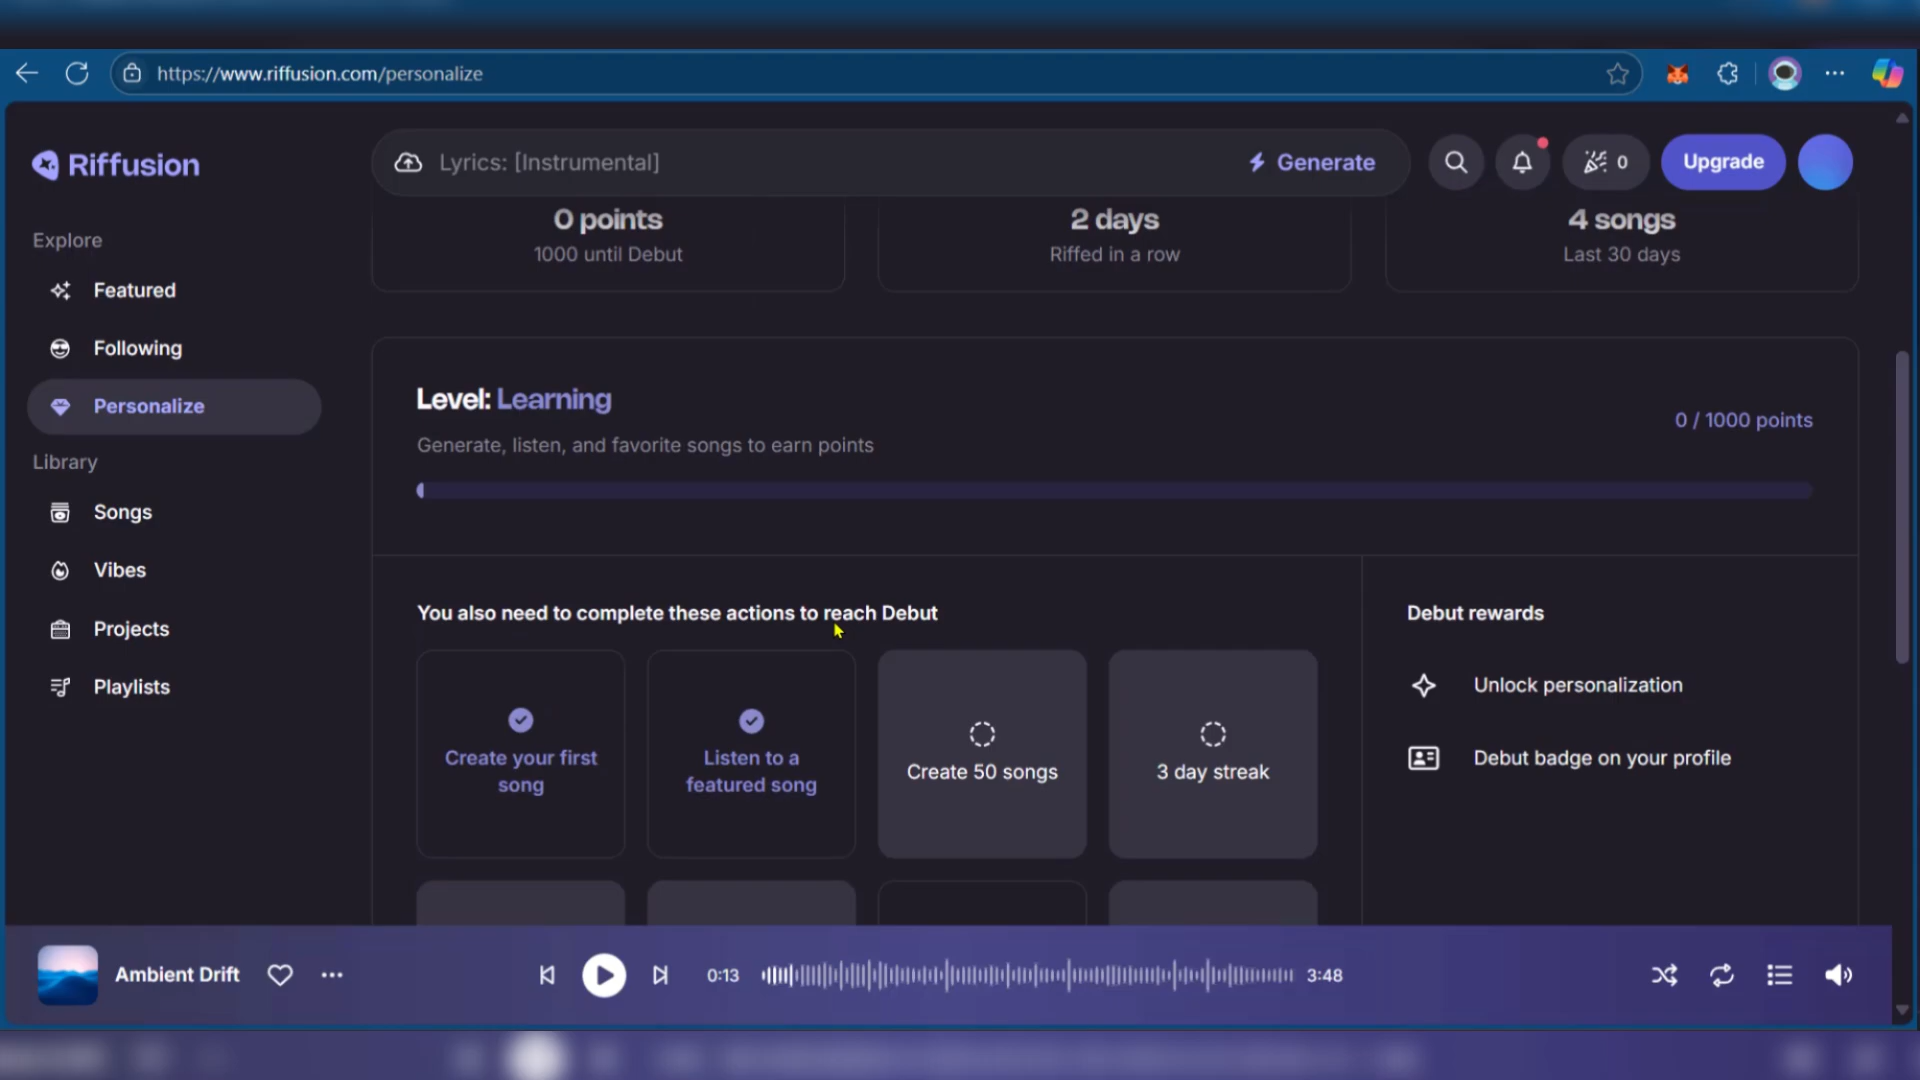 https://www.riffusion.com/personalize
Riffusion
Lyrics: [Instrumental]
Generate
0
Upgrade
Explore
Featured
Following
Personalize
Library
Songs
Vibes
Projects
Playlists
0 points
1000 until Debut
2 days
Riffed in a row
4 songs
Last 30 days
Level: Learning
0 / 1000 points
Generate, listen, and favorite songs to earn points
You also need to complete these actions to reach Debut
Create your first
song
Listen to a
featured song
Create 50 songs
3 day streak
Debut rewards
Unlock personalization
Debut badge on your profile
Ambient Drift
0:13
3:48